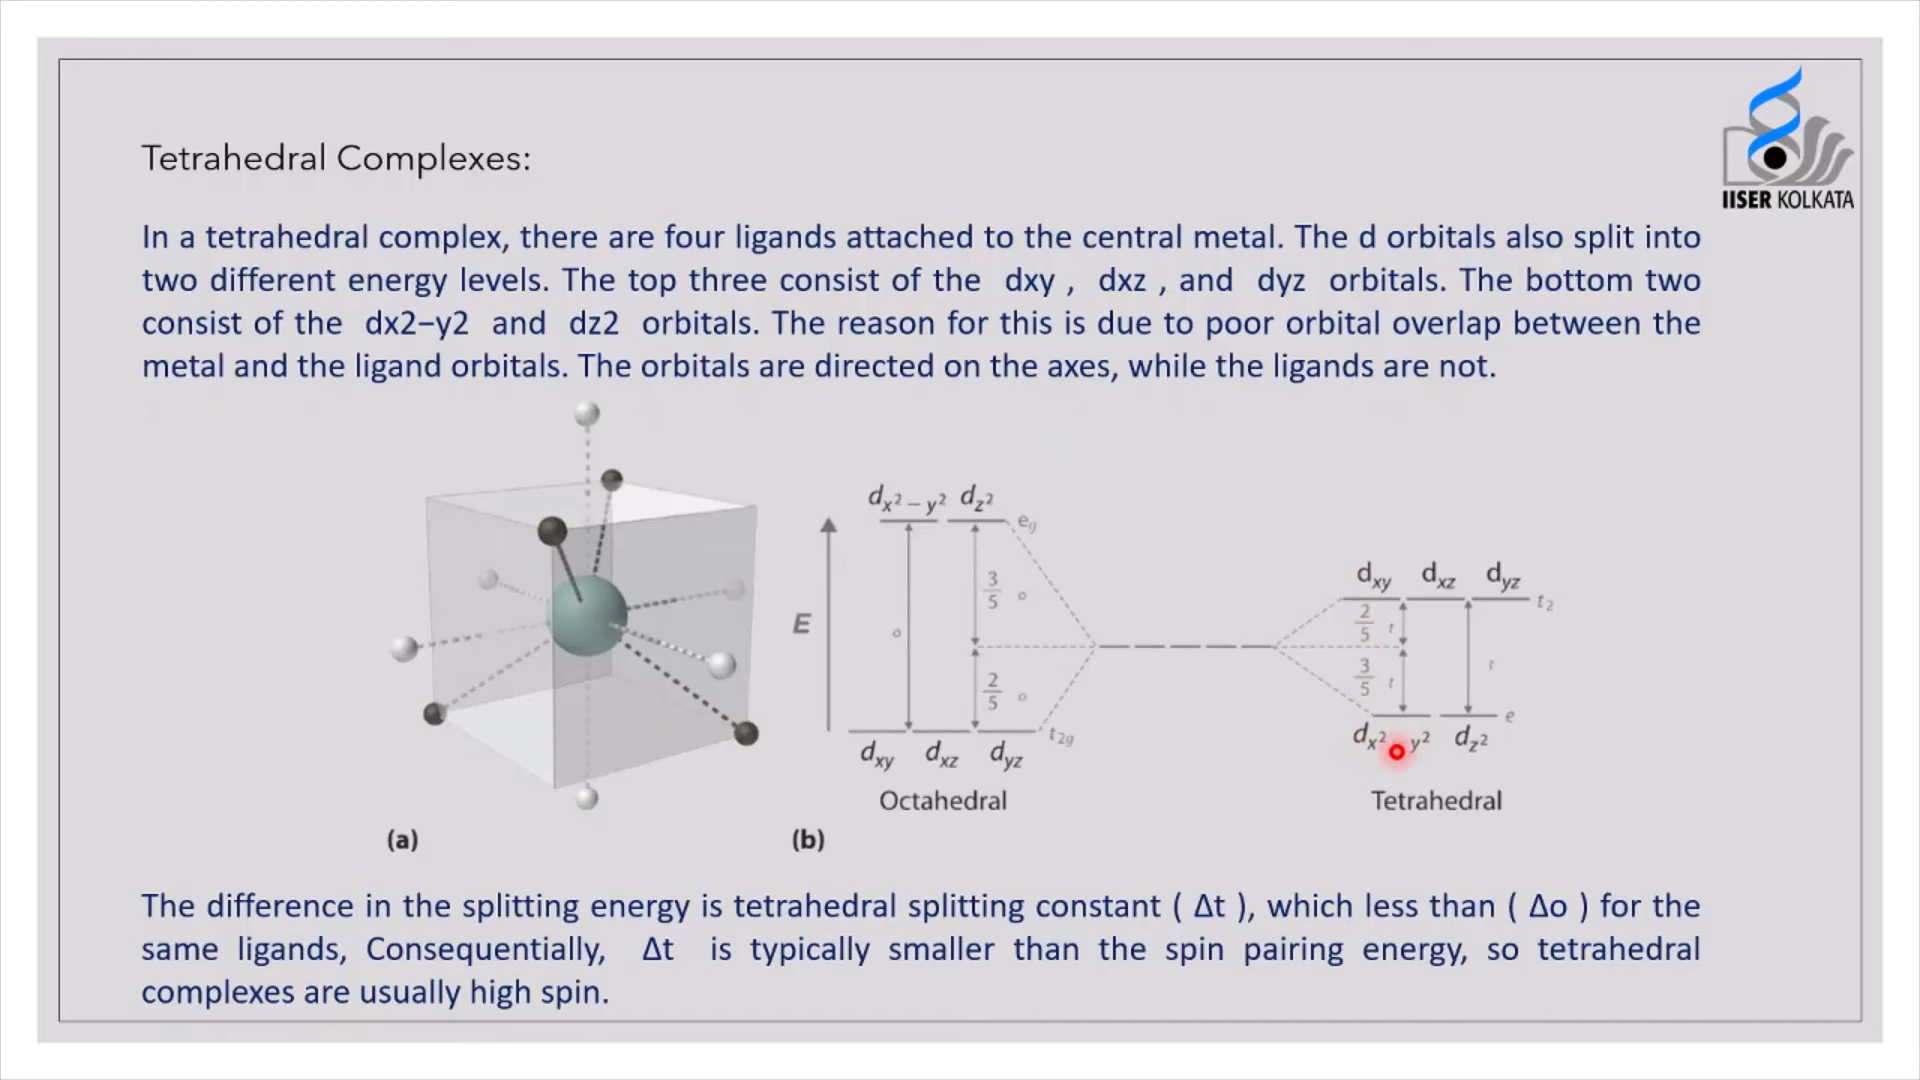 IISER KOLKATA
Tetrahedral Complexes:
In a tetrahedral complex, there are four ligands attached to the central metal. The d orbitals also split into
two different energy levels. The top three consist of the dxy , dxz , and dyz orbitals. The bottom two
consist of the dx2−y2 and dz2 orbitals. The reason for this is due to poor orbital overlap between the
metal and the ligand orbitals. The orbitals are directed on the axes, while the ligands are not.
(a)
E
dx² − y² dz²
eg
o
3/5 o
2/5 o
t2g
dxy dxz dyz
Octahedral
dxy dxz dyz
t2
2/5 t
3/5 t
t
e
dx² y² dz²
Tetrahedral
(b)
The difference in the splitting energy is tetrahedral splitting constant ( Δt ), which less than ( Δo ) for the
same ligands, Consequentially, Δt is typically smaller than the spin pairing energy, so tetrahedral
complexes are usually high spin.